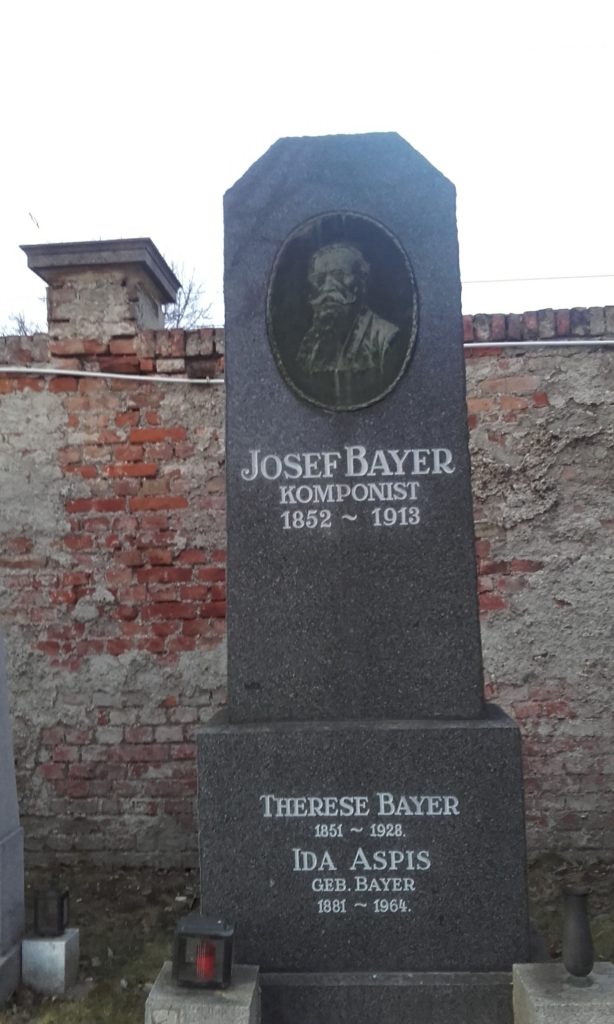 JOSEF BAYER
KOMPONIST
1852 ~ 1913
THERESE BAYER
1851 ~ 1928.
IDA ASPIS
GEB. BAYER
1881 ~ 1964.